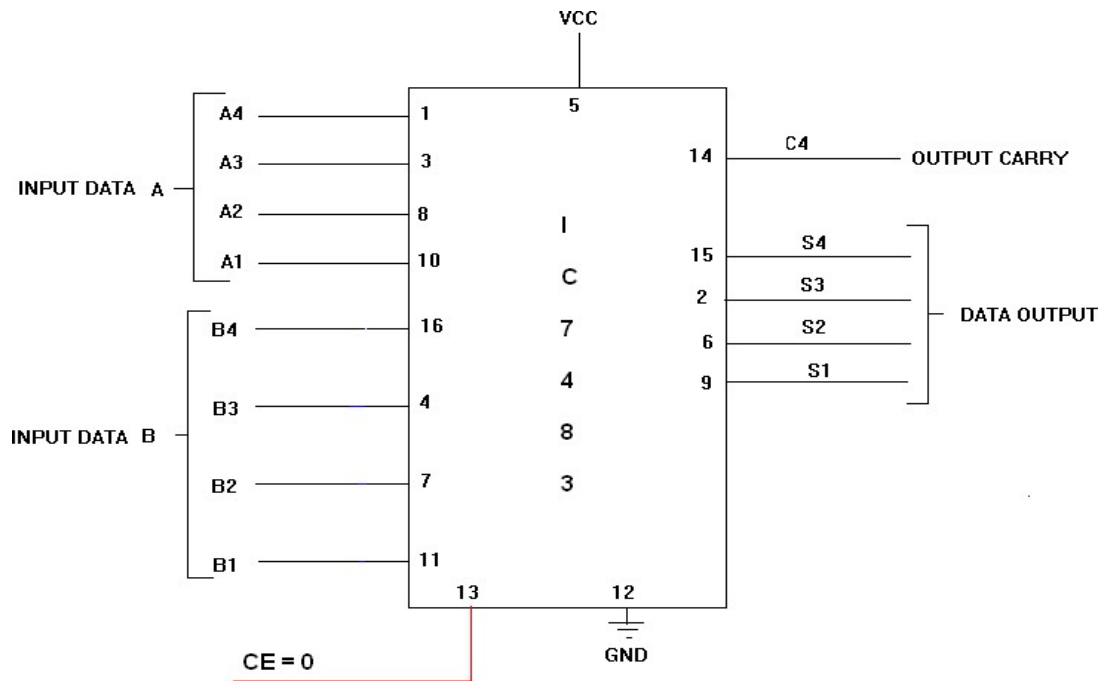 VCC
5
A4 1
A3 3
A2 8
A1 10
INPUT DATA A
B4 16
B3 4
B2 7
B1 11
INPUT DATA B
I
C
7
4
8
3
14 C4 OUTPUT CARRY
15 S4
2 S3
6 S2
9 S1
DATA OUTPUT
13
12
CE = 0
GND